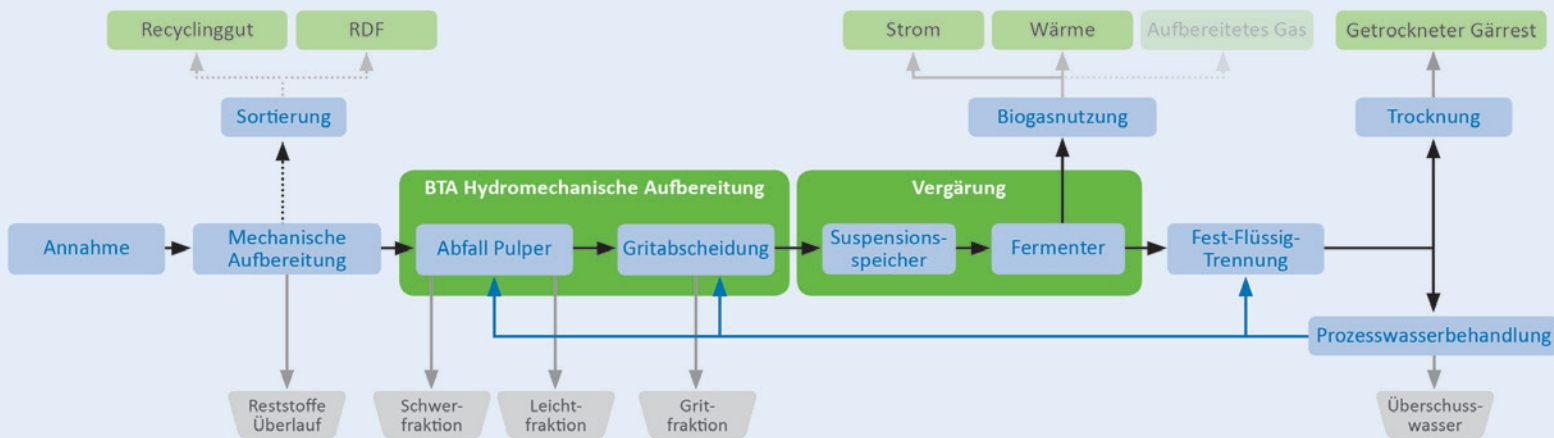 Recyclinggut
RDF
Strom
Wärme
Aufbereitetes Gas
Getrockneter Gärrest
Sortierung
Biogasnutzung
Trocknung
BTA Hydromechanische Aufbereitung
Vergärung
Annahme
Mechanische
Aufbereitung
Abfall Pulper
Gritabscheidung
Suspensions-
speicher
Fermenter
Fest-Flüssig-
Trennung
Prozesswasserbehandlung
Reststoffe
Überlauf
Schwer-
fraktion
Leicht-
fraktion
Grit-
fraktion
Überschuss-
wasser